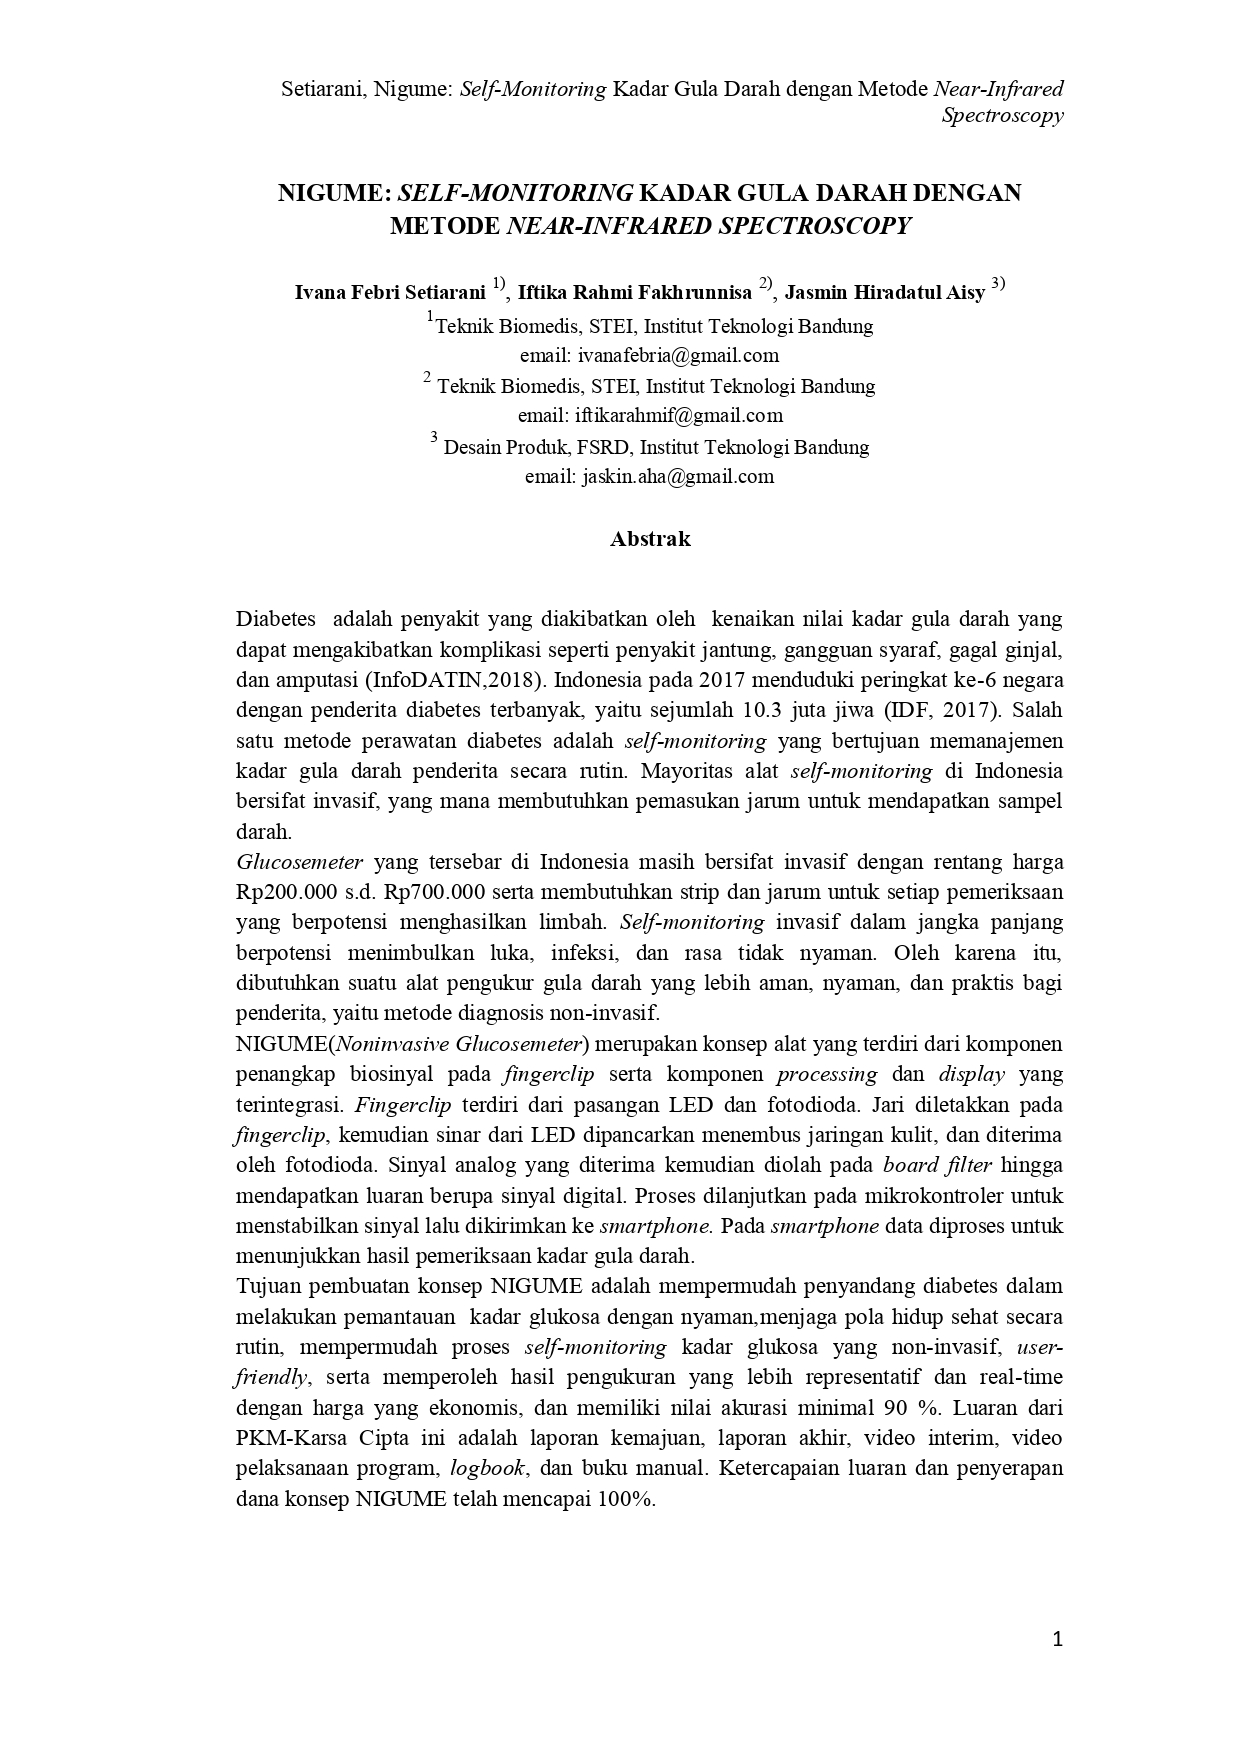 Setiarani, Nigume: Self-Monitoring Kadar Gula Darah dengan Metode Near-Infrared
Spectroscopy
NIGUME: SELF-MONITORING KADAR GULA DARAH DENGAN
METODE NEAR-INFRARED SPECTROSCOPY
Ivana Febri Setiarani 1), Iftika Rahmi Fakhrunnisa 2), Jasmin Hiradatul Aisy 3)
1Teknik Biomedis, STEI, Institut Teknologi Bandung
email: ivanafebria@gmail.com
2 Teknik Biomedis, STEI, Institut Teknologi Bandung
email: iftikarahmif@gmail.com
3 Desain Produk, FSRD, Institut Teknologi Bandung
email: jaskin.aha@gmail.com
Abstrak
Diabetes adalah penyakit yang diakibatkan oleh kenaikan nilai kadar gula darah yang
dapat mengakibatkan komplikasi seperti penyakit jantung, gangguan syaraf, gagal ginjal,
dan amputasi (InfoDATIN,2018). Indonesia pada 2017 menduduki peringkat ke-6 negara
dengan penderita diabetes terbanyak, yaitu sejumlah 10.3 juta jiwa (IDF, 2017). Salah
satu metode perawatan diabetes adalah self-monitoring yang bertujuan memanajemen
kadar gula darah penderita secara rutin. Mayoritas alat self-monitoring di Indonesia
bersifat invasif, yang mana membutuhkan pemasukan jarum untuk mendapatkan sampel
darah.
Glucosemeter yang tersebar di Indonesia masih bersifat invasif dengan rentang harga
Rp200.000 s.d. Rp700.000 serta membutuhkan strip dan jarum untuk setiap pemeriksaan
yang berpotensi menghasilkan limbah. Self-monitoring invasif dalam jangka panjang
berpotensi menimbulkan luka, infeksi, dan rasa tidak nyaman. Oleh karena itu,
dibutuhkan suatu alat pengukur gula darah yang lebih aman, nyaman, dan praktis bagi
penderita, yaitu metode diagnosis non-invasif.
NIGUME(Noninvasive Glucosemeter) merupakan konsep alat yang terdiri dari komponen
penangkap biosinyal pada fingerclip serta komponen processing dan display yang
terintegrasi. Fingerclip terdiri dari pasangan LED dan fotodioda. Jari diletakkan pada
fingerclip, kemudian sinar dari LED dipancarkan menembus jaringan kulit, dan diterima
oleh fotodioda. Sinyal analog yang diterima kemudian diolah pada board filter hingga
mendapatkan luaran berupa sinyal digital. Proses dilanjutkan pada mikrokontroler untuk
menstabilkan sinyal lalu dikirimkan ke smartphone. Pada smartphone data diproses untuk
menunjukkan hasil pemeriksaan kadar gula darah.
Tujuan pembuatan konsep NIGUME adalah mempermudah penyandang diabetes dalam
melakukan pemantauan kadar glukosa dengan nyaman,menjaga pola hidup sehat secara
rutin, mempermudah proses self-monitoring kadar glukosa yang non-invasif, user-
friendly, serta memperoleh hasil pengukuran yang lebih representatif dan real-time
dengan harga yang ekonomis, dan memiliki nilai akurasi minimal 90 %. Luaran dari
PKM-Karsa Cipta ini adalah laporan kemajuan, laporan akhir, video interim, video
pelaksanaan program, logbook, dan buku manual. Ketercapaian luaran dan penyerapan
dana konsep NIGUME telah mencapai 100%.
1